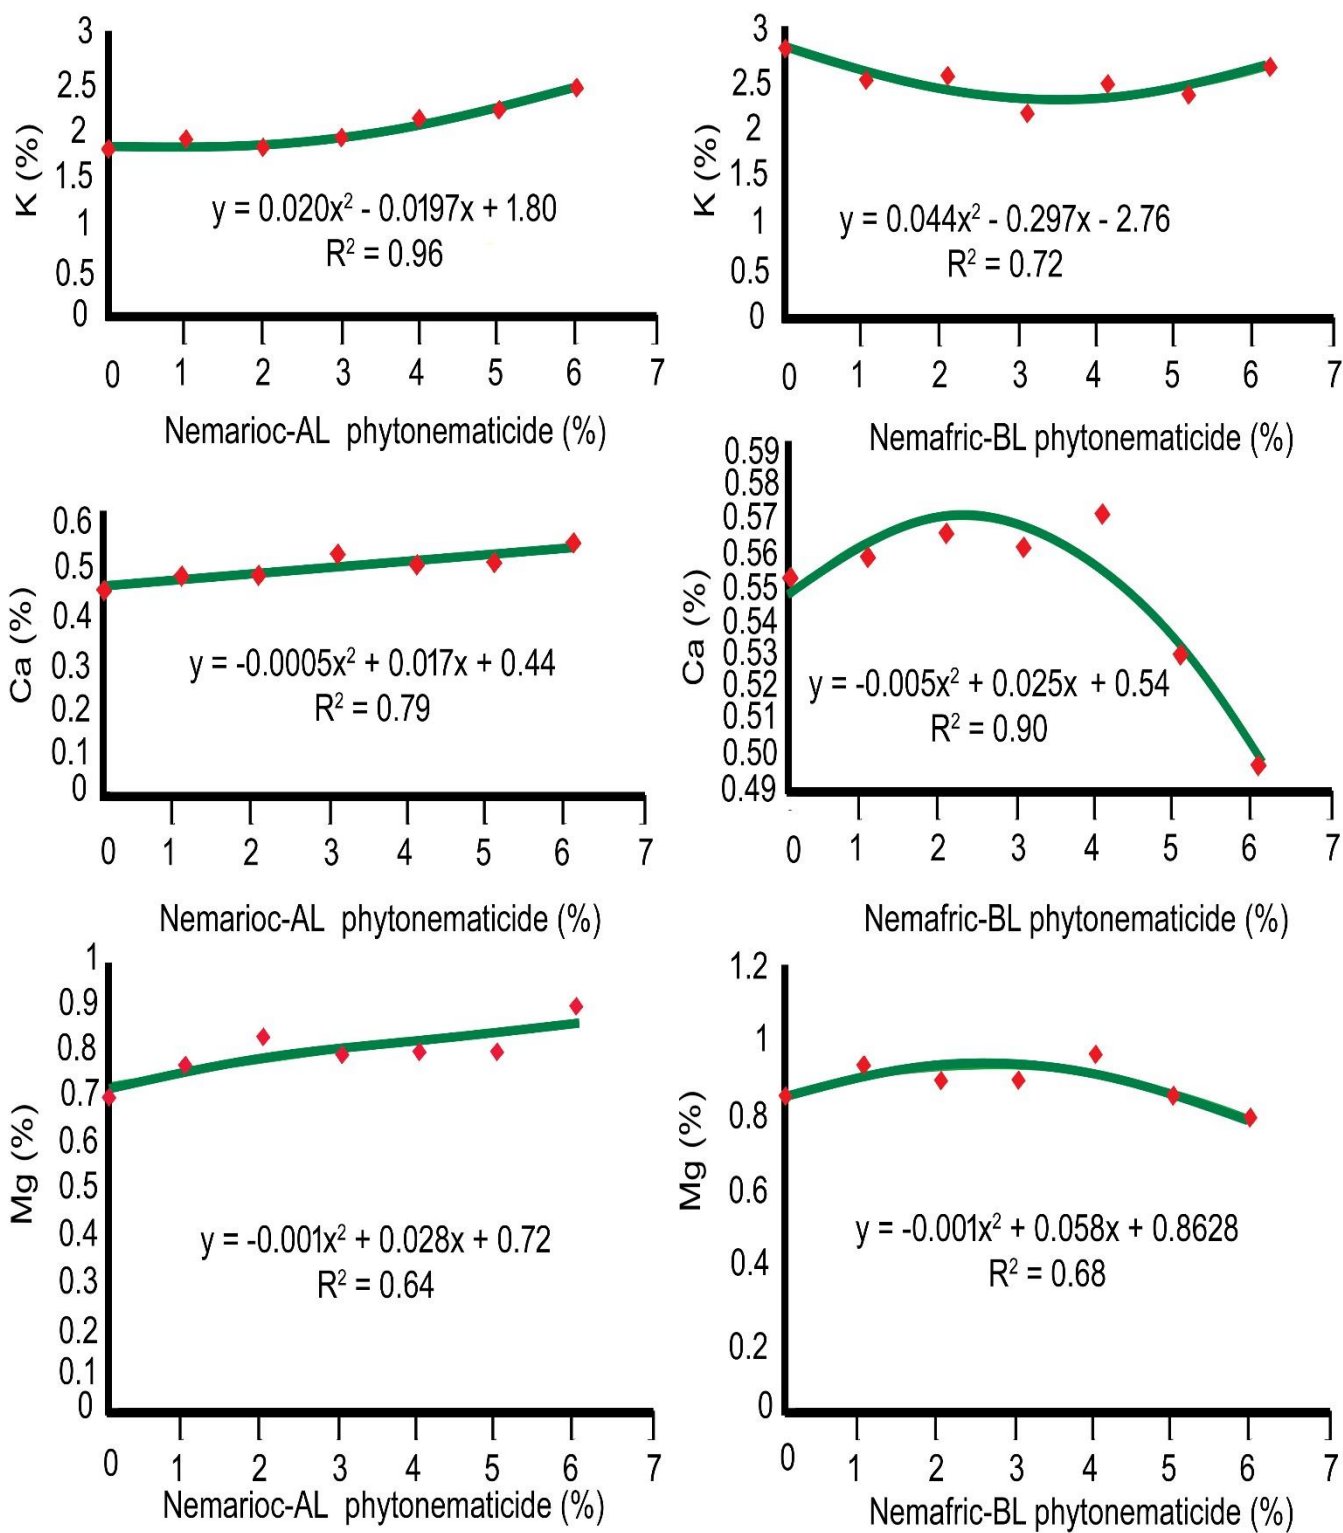 3
2.5
2
1.5
1
0.5
0
K (%)
y = 0.020x² - 0.0197x + 1.80
R² = 0.96
0 1 2 3 4 5 6 7
Nemarioc-AL phytonematicide (%)
3
2.5
2
1.5
1
0.5
0
K (%)
y = 0.044x² - 0.297x - 2.76
R² = 0.72
0 1 2 3 4 5 6 7
Nemafric-BL phytonematicide (%)
0.6
0.5
0.4
0.3
0.2
0.1
0
Ca (%)
y = -0.0005x² + 0.017x + 0.44
R² = 0.79
0 1 2 3 4 5 6 7
Nemarioc-AL phytonematicide (%)
0.59
0.58
0.57
0.56
0.55
0.54
0.53
0.52
0.51
0.50
0.49
Ca (%)
y = -0.005x² + 0.025x + 0.54
R² = 0.90
0 1 2 3 4 5 6 7
Nemafric-BL phytonematicide (%)
1
0.9
0.8
0.7
0.6
0.5
0.4
0.3
0.2
0.1
0
Mg (%)
y = -0.001x² + 0.028x + 0.72
R² = 0.64
0 1 2 3 4 5 6 7
Nemarioc-AL phytonematicide (%)
1.2
1
0.8
0.6
0.4
0.2
0
Mg (%)
y = -0.001x² + 0.058x + 0.8628
R² = 0.68
0 1 2 3 4 5 6 7
Nemafric-BL phytonematicide (%)